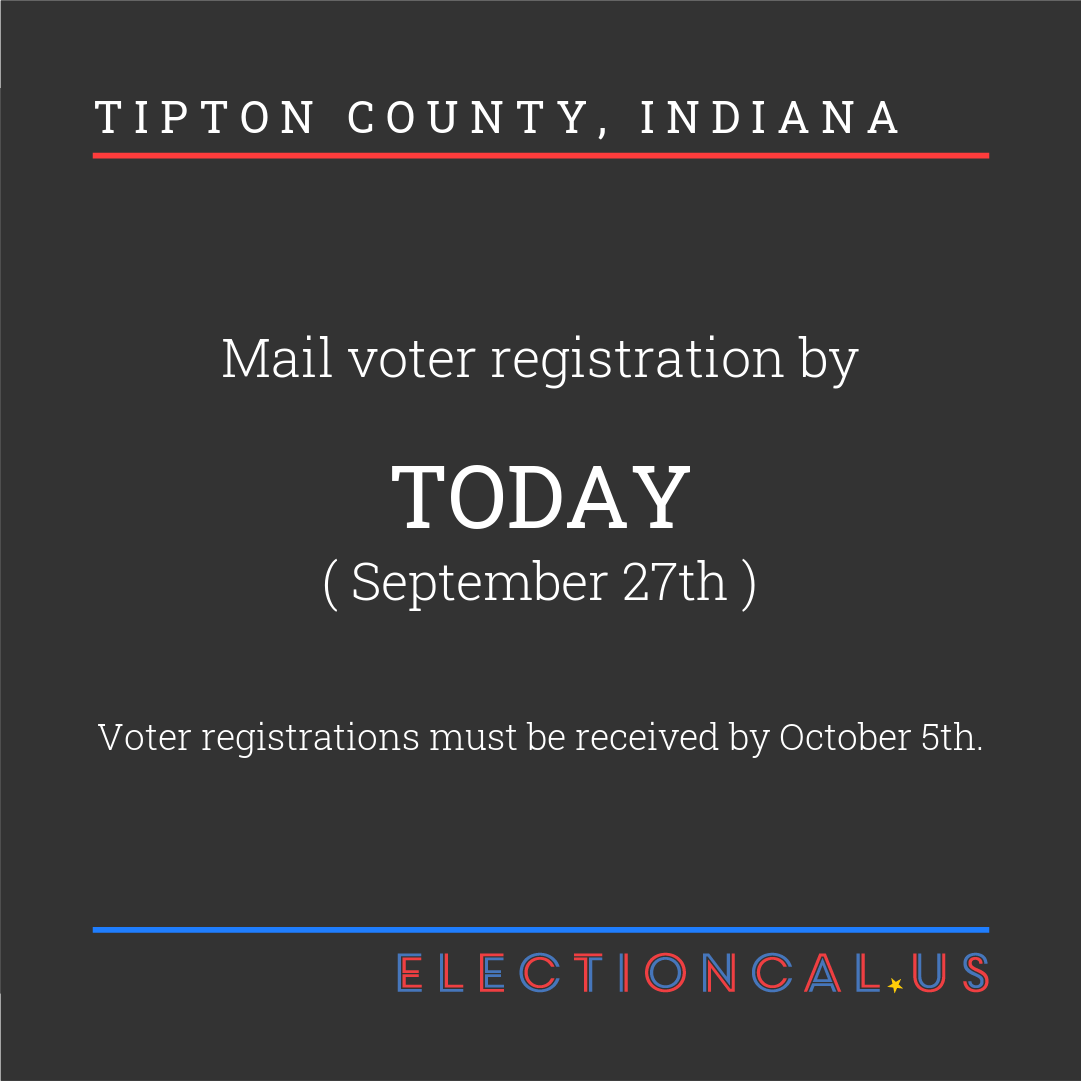 TIPTON COUNTY, INDIANA
Mail voter registration by
TODAY
( September 27th )
Voter registrations must be received by October 5th.
ELECTIONCAL.US